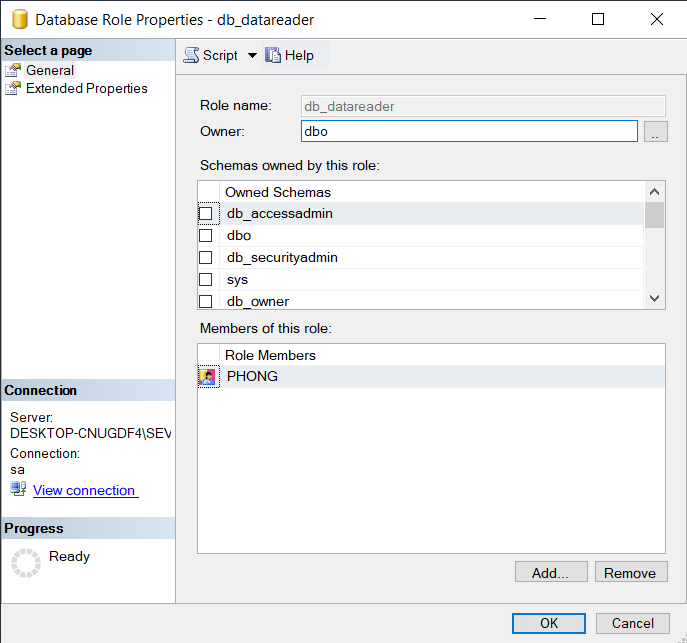 Database Role Properties - db_datareader
Select a page
General
Extended Properties
Script
Help
Role name:
db_datareader
Owner:
dbo
..
Schemas owned by this role:
Owned Schemas
db_accessadmin
dbo
db_securityadmin
sys
db_owner
Members of this role:
Role Members
PHONG
Connection
Server:
DESKTOP-CNUGDF4\SEV
Connection:
sa
View connection
Progress
Ready
Add...
Remove
OK
Cancel